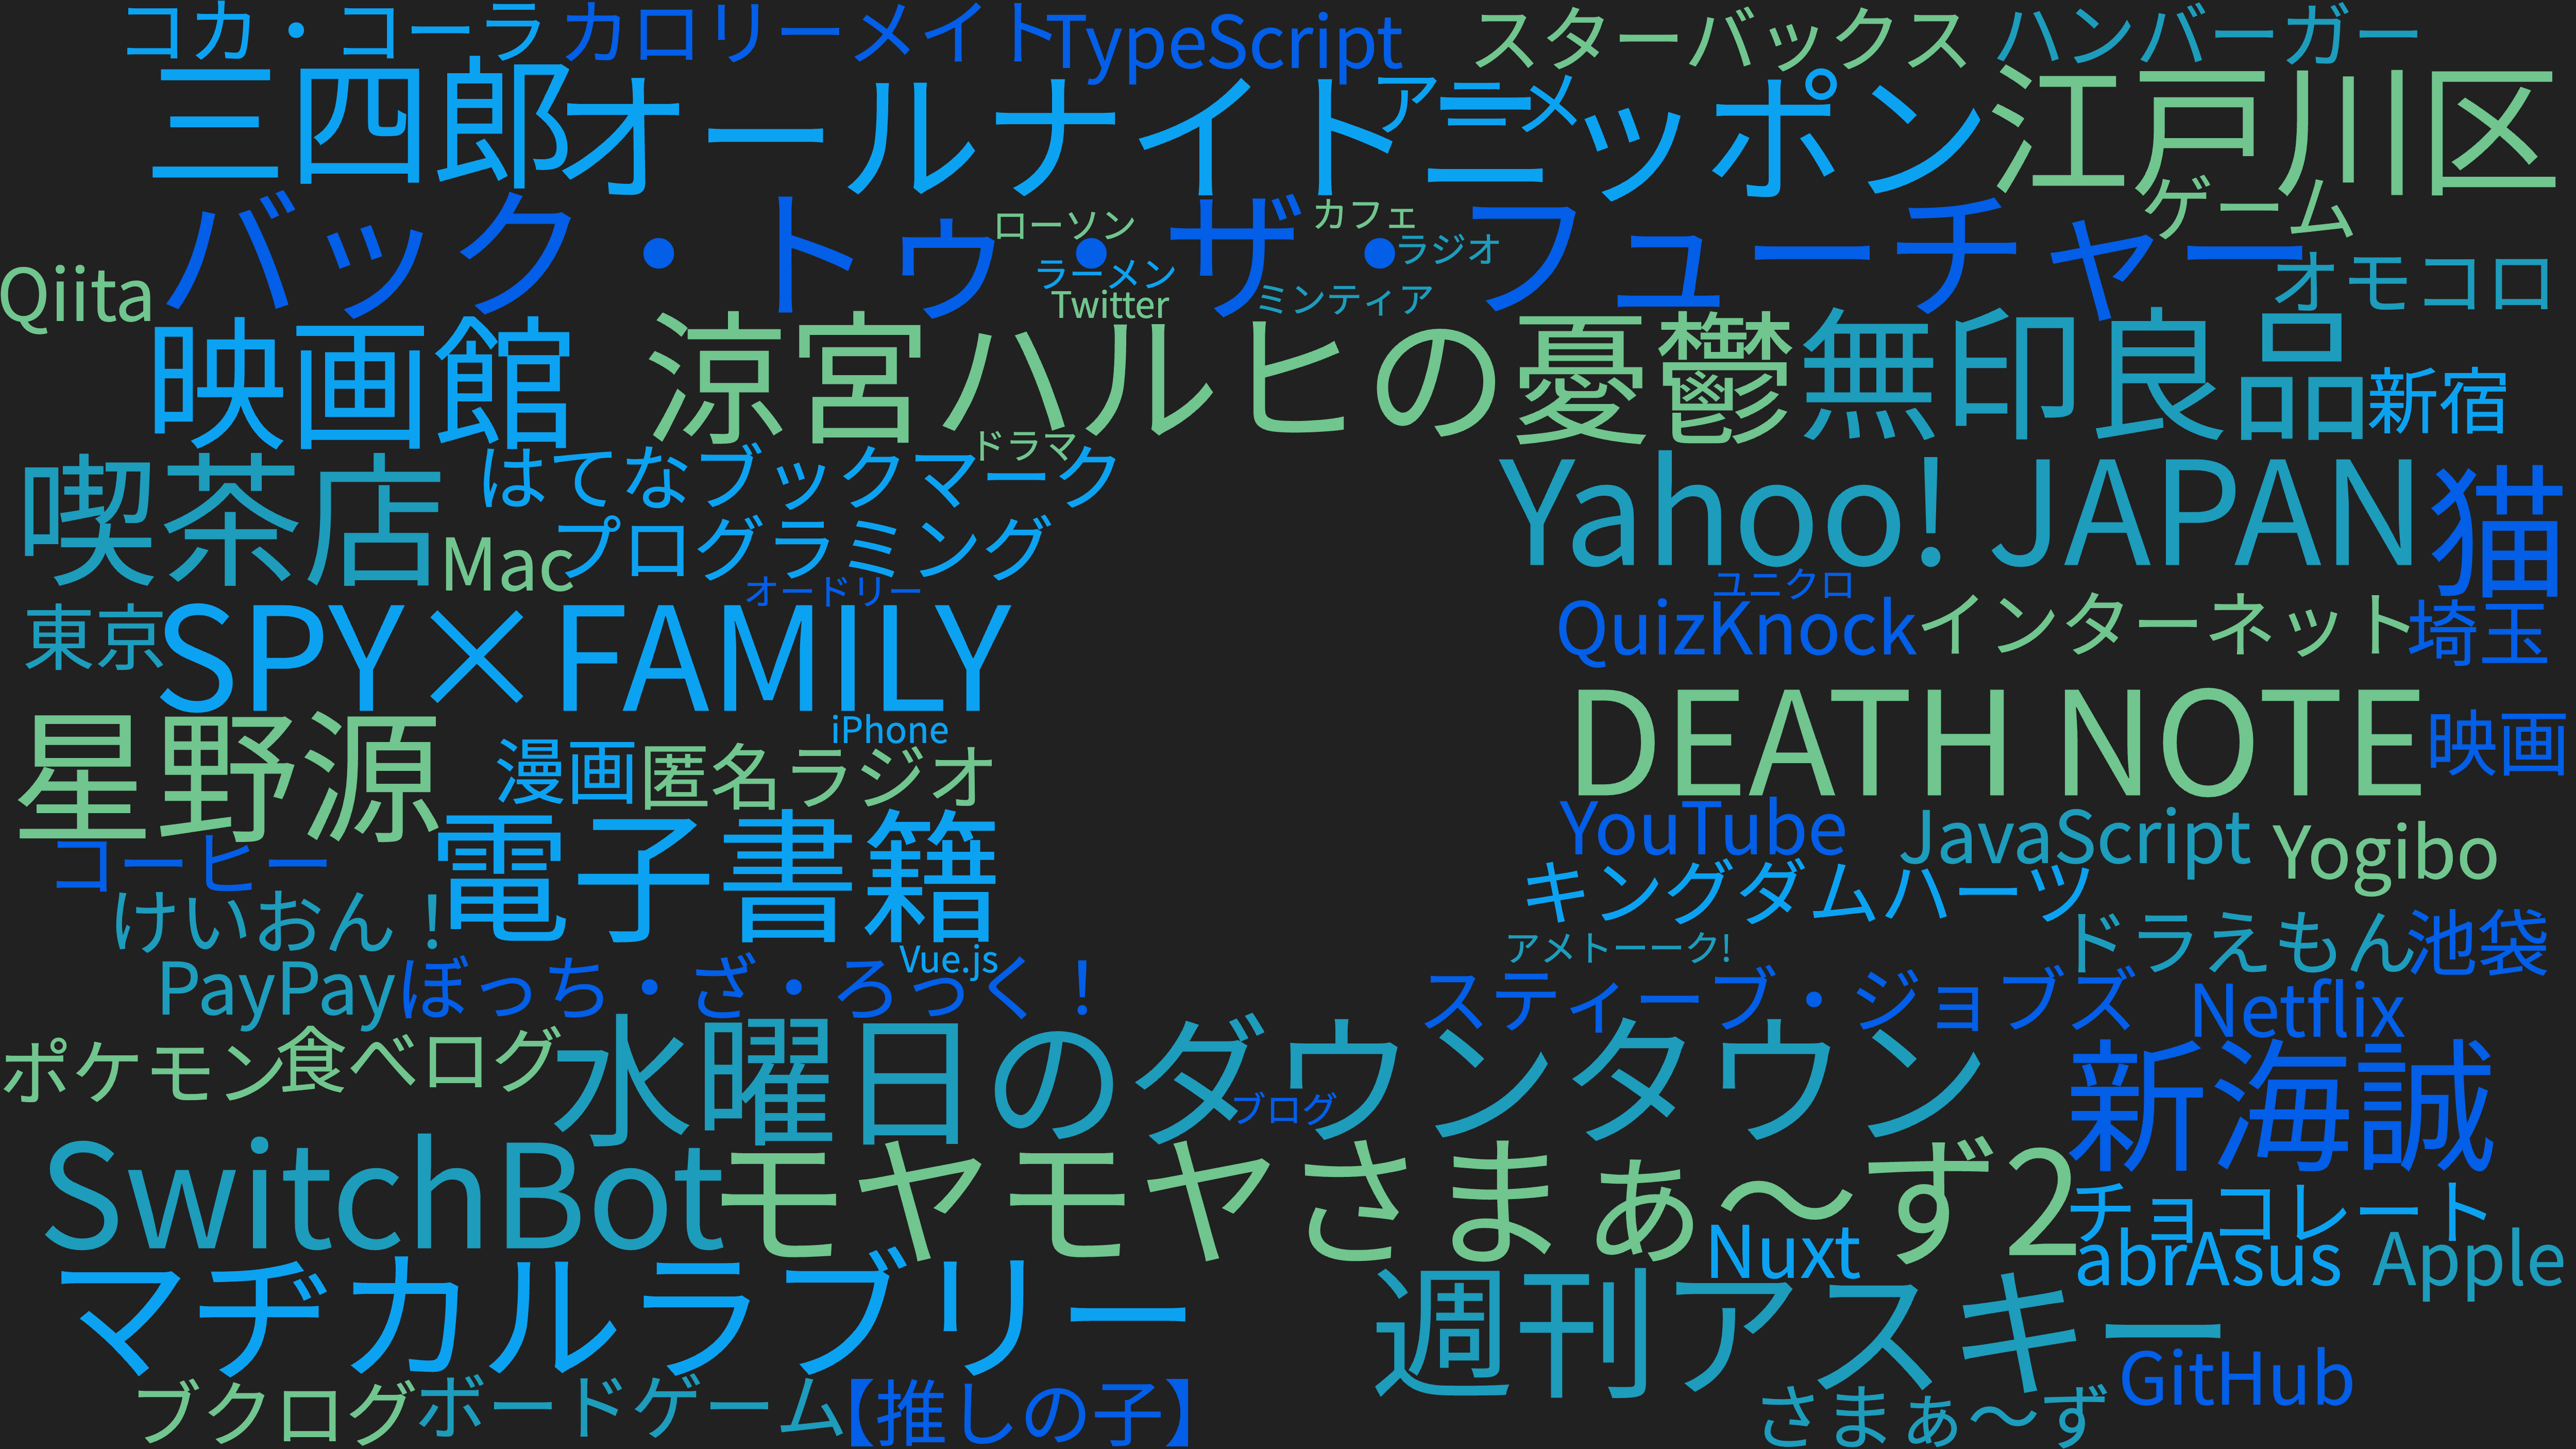 コカ・コーラ
カロリーメイト
TypeScript
スターバックス
ハンバーガー
三四郎
オールナイトニッポン
アニメ
江戸川区
ゲーム
バック・トゥ・ザ・フューチャー
ローソン
カフェ
ラジオ
ラーメン
Twitter
ミンティア
オモコロ
Qiita
映画館
涼宮ハルヒの憂鬱
無印良品
新宿
ドラマ
喫茶店
はてなブックマーク
Yahoo! JAPAN
猫
Mac
プログラミング
オードリー
ユニクロ
東京
SPY×FAMILY
QuizKnock
インターネット
埼玉
星野源
iPhone
DEATH NOTE
映画
漫画
匿名ラジオ
コーヒー
電子書籍
YouTube
JavaScript
Yogibo
けいおん！
キングダムハーツ
アメトーーク!
ドラえもん
池袋
Vue.js
PayPay
ぼっち・ざ・ろっく！
スティーブ・ジョブズ
Netflix
ポケモン
食べログ
水曜日のダウンタウン
ブログ
新海誠
SwitchBot
モヤモヤさまぁ〜ず2
チョコレート
Nuxt
abrAsus
Apple
マヂカルラブリー
週刊アスキー
GitHub
ブクログ
ボードゲーム
【推しの子】
さまぁ〜ず